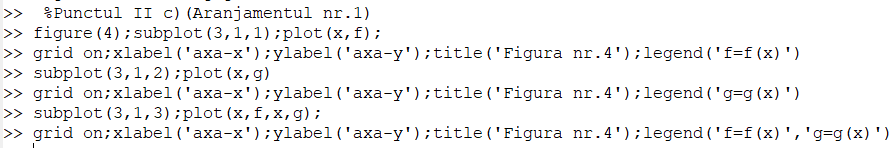 >>  %Punctul II c)(Aranjamentul nr.1)
>> figure(4);subplot(3,1,1);plot(x,f);
>> grid on;xlabel('axa-x');ylabel('axa-y');title('Figura nr.4');legend('f=f(x)')
>> subplot(3,1,2);plot(x,g)
>> grid on;xlabel('axa-x');ylabel('axa-y');title('Figura nr.4');legend('g=g(x)')
>> subplot(3,1,3);plot(x,f,x,g);
>> grid on;xlabel('axa-x');ylabel('axa-y');title('Figura nr.4');legend('f=f(x)','g=g(x)')